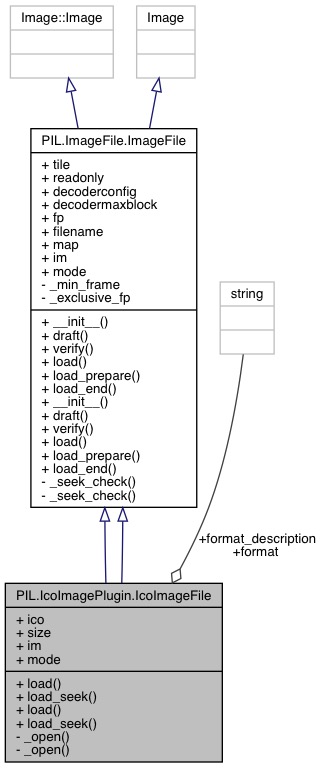 Image::Image
Image
PIL.ImageFile.ImageFile
+ tile
+ readonly
+ decoderconfig
+ decodermaxblock
+ fp
+ filename
+ map
+ im
+ mode
- _min_frame
- _exclusive_fp
+ __init__()
+ draft()
+ verify()
+ load()
+ load_prepare()
+ load_end()
+ __init__()
+ draft()
+ verify()
+ load()
+ load_prepare()
+ load_end()
- _seek_check()
- _seek_check()
string
+format_description
+format
PIL.IcoImagePlugin.IcoImageFile
+ ico
+ size
+ im
+ mode
+ load()
+ load_seek()
+ load()
+ load_seek()
- _open()
- _open()